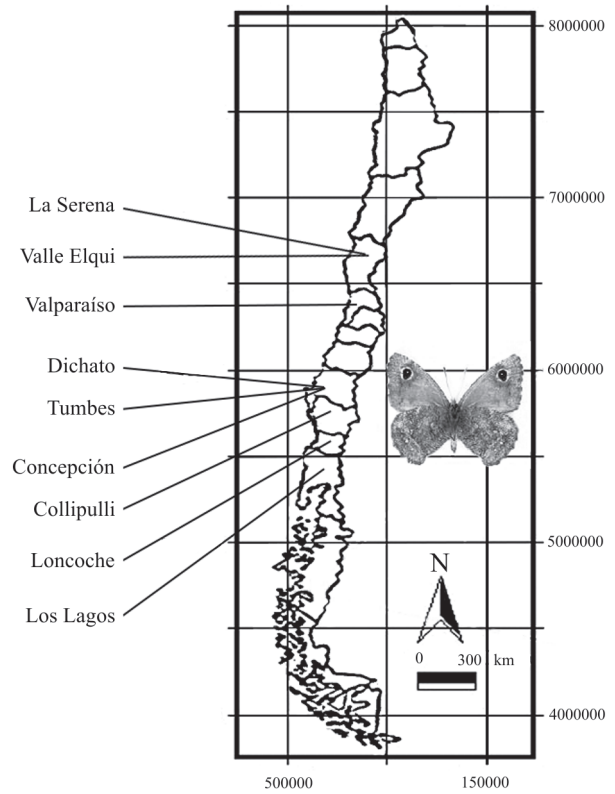 8000000
7000000
6000000
5000000
4000000
La Serena
Valle Elqui
Valparaíso
Dichato
Tumbes
Concepción
Collipulli
Loncoche
Los Lagos
N
0 300 km
500000 150000